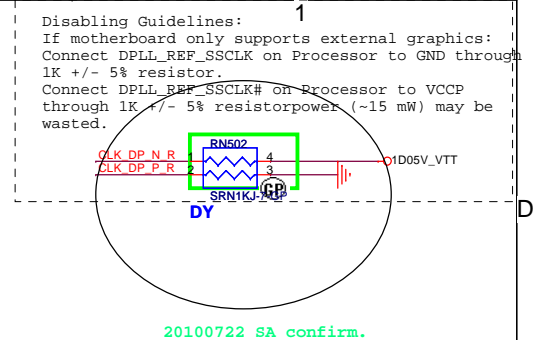 1
Disabling Guidelines:
If motherboard only supports external graphics:
Connect DPLL_REF_SSCLK on Processor to GND through
1K +/- 5% resistor.
Connect DPLL_REF_SSCLK# on Processor to VCCP
through 1K +/- 5% resistorpower (~15 mW) may be
wasted.
RN502
CLK_DP_N_R 1 4 1D05V_VTT
CLK_DP_P_R 2 3
GP
DY
D
20100722 SA confirm.